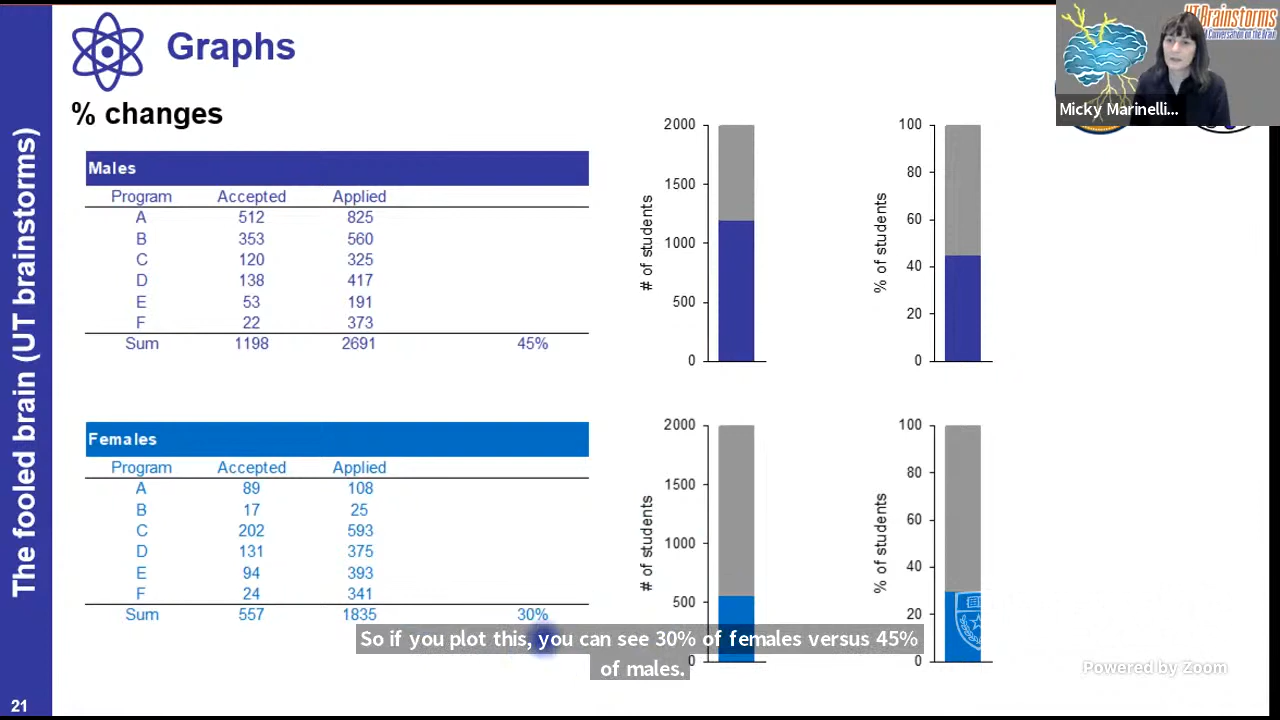 Graphs
% changes
The fooled brain (UT brainstorms)
21
Males
Program Accepted Applied
A 512 825
B 353 560
C 120 325
D 138 417
E 53 191
F 22 373
Sum 1198 2691 45%
Females
Program Accepted Applied
A 89 108
B 17 25
C 202 593
D 131 375
E 94 393
F 24 341
Sum 557 1835 30%
# of students
2000
1500
1000
500
0
% of students
100
80
60
40
20
0
# of students
2000
1500
1000
500
0
% of students
100
80
60
40
20
0
UT Brainstorms
A Conversation on the Brain
Micky Marinelli...
So if you plot this, you can see 30% of females versus 45%
of males.
Powered by Zoom